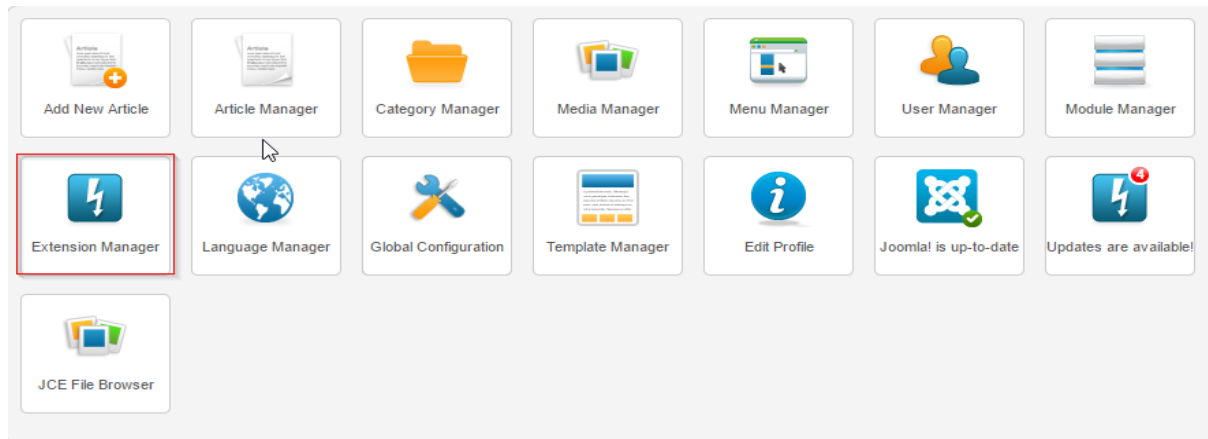 Add New Article
Article Manager
Category Manager
Media Manager
Menu Manager
User Manager
Module Manager
Extension Manager
Language Manager
Global Configuration
Template Manager
Edit Profile
Joomla! is up-to-date
4
Updates are available!
JCE File Browser